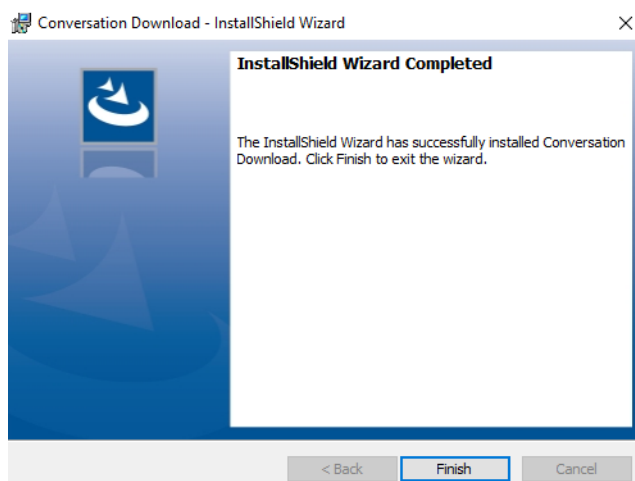 Conversation Download - InstallShield Wizard
InstallShield Wizard Completed
The InstallShield Wizard has successfully installed Conversation
Download. Click Finish to exit the wizard.
< Back Finish Cancel